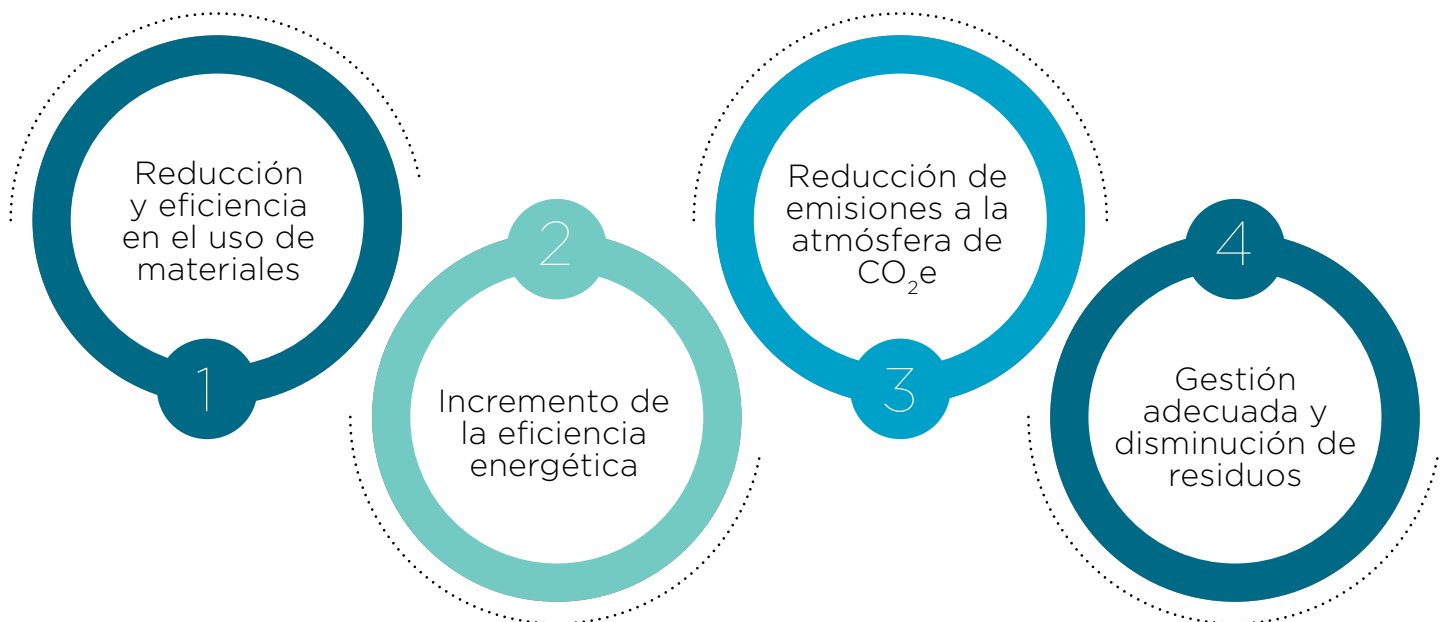 Reducción
y eficiencia
en el uso de
materiales
1
2
Incremento de
la eficiencia
energética
Reducción de
emisiones a la
atmósfera de
CO₂e
3
4
Gestión
adecuada y
disminución de
residuos